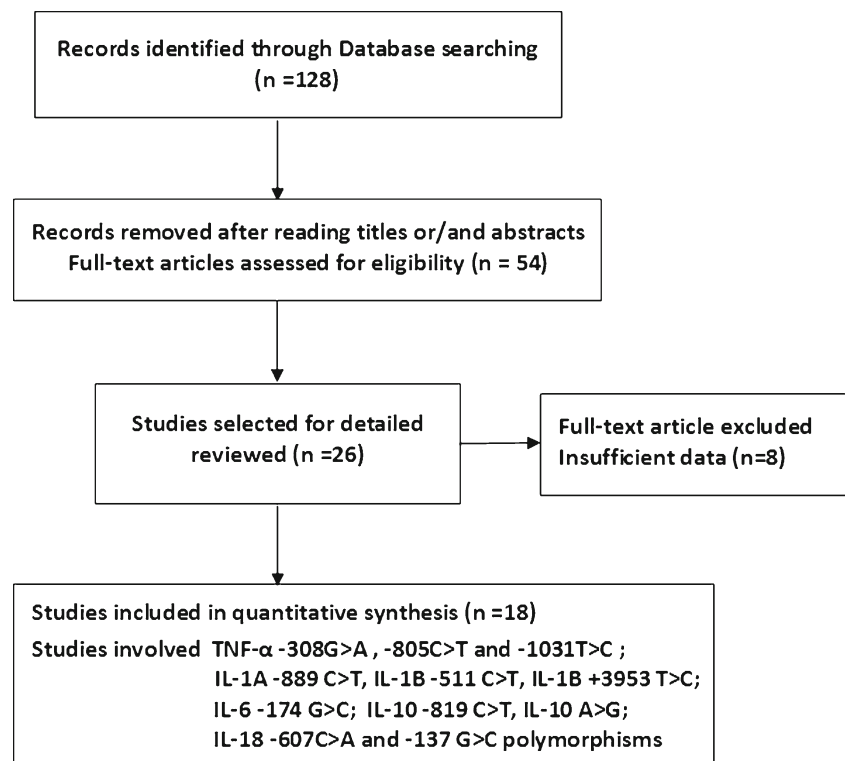 Records identified through Database searching
(n =128)
Records removed after reading titles or/and abstracts
Full-text articles assessed for eligibility (n = 54)
Studies selected for detailed
reviewed (n =26)
Full-text article excluded
Insufficient data (n=8)
Studies included in quantitative synthesis (n =18)
Studies involved TNF-α -308G>A , -805C>T and -1031T>C ;
IL-1A -889 C>T, IL-1B -511 C>T, IL-1B +3953 T>C;
IL-6 -174 G>C; IL-10 -819 C>T, IL-10 A>G;
IL-18 -607C>A and -137 G>C polymorphisms